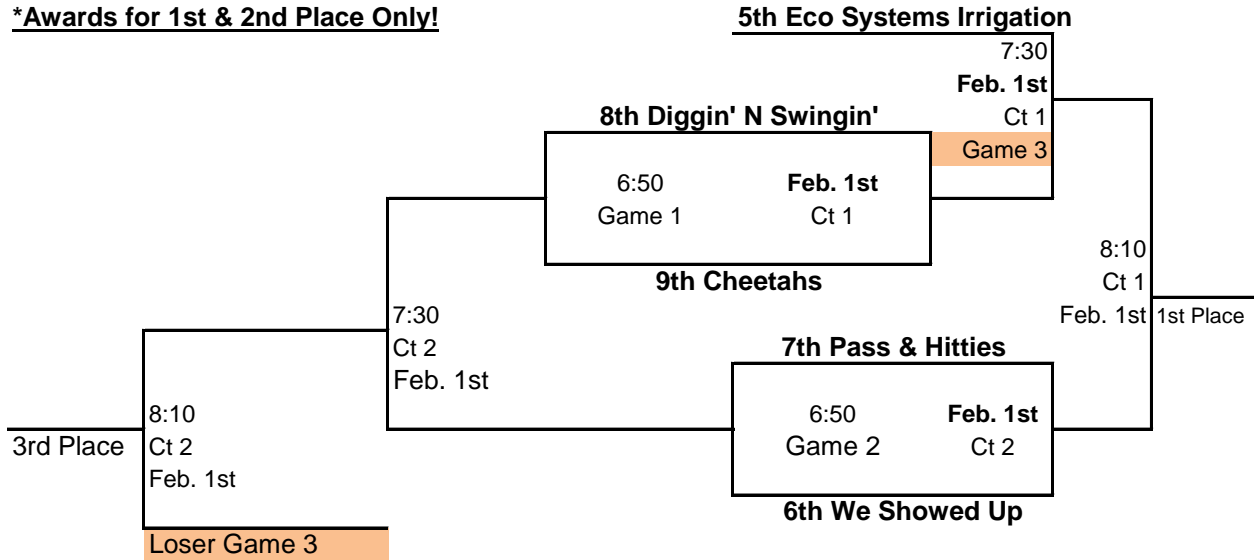 *Awards for 1st & 2nd Place Only!
5th Eco Systems Irrigation
7:30
Feb. 1st
Ct 1
Game 3
8th Diggin' N Swingin'
6:50
Feb. 1st
Game 1
Ct 1
9th Cheetahs
8:10
Ct 1
Feb. 1st
1st Place
7:30
Ct 2
Feb. 1st
7th Pass & Hitties
6:50
Feb. 1st
Game 2
Ct 2
6th We Showed Up
8:10
Ct 2
Feb. 1st
3rd Place
Loser Game 3